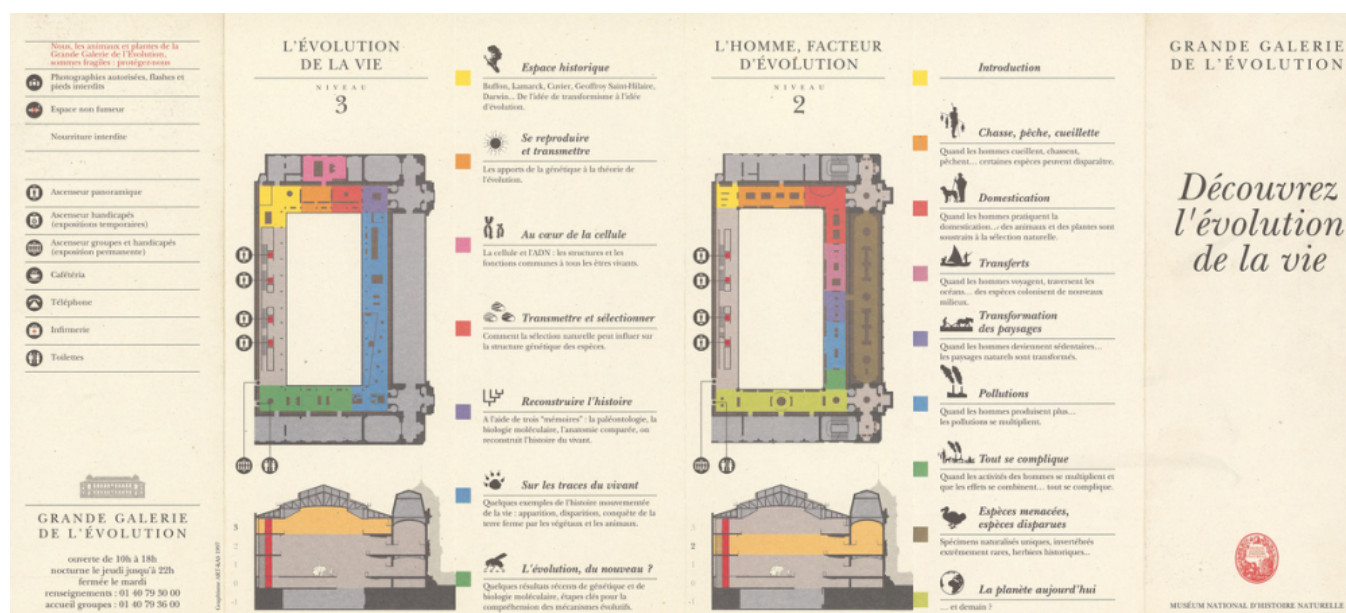 Nous, les animaux et plantes de la
Grande Galerie de l'Évolution,
sommes fragiles : protégez-nous
Photographies autorisées, flashes et
pieds interdits
Espace non fumeur
Nourriture interdite
Ascenseur panoramique
Ascenseur handicapés
(expositions temporaires)
Ascenseur groupes et handicapés
(exposition permanente)
Cafétéria
Téléphone
Infirmerie
Toilettes
GRANDE GALERIE
DE L'ÉVOLUTION
ouverte de 10h à 18h
nocturne le jeudi jusqu'à 22h
fermée le mardi
renseignements : 01 40 79 30 00
accueil groupes : 01 40 79 36 00
L'ÉVOLUTION
DE LA VIE
NIVEAU
3
3
2
1
0
-1
Espace historique
Buffon, Lamarck, Cuvier, Geoffroy Saint-Hilaire,
Darwin... De l'idée de transformisme à l'idée
d'évolution.
Se reproduire
et transmettre
Les apports de la génétique à la théorie de
l'évolution.
Au cœur de la cellule
La cellule et l'ADN : les structures et les
fonctions communes à tous les êtres vivants.
Transmettre et sélectionner
Comment la sélection naturelle peut influer sur
la structure génétique des espèces.
Reconstruire l'histoire
A l'aide de trois "mémoires" : la paléontologie, la
biologie moléculaire, l'anatomie comparée, on
reconstruit l'histoire du vivant.
Sur les traces du vivant
Quelques exemples de l'histoire mouvementée
de la vie : apparition, disparition, conquête de la
terre ferme par les végétaux et les animaux.
L'évolution, du nouveau ?
Quelques résultats récents de génétique et de
biologie moléculaire, étapes clés pour la
compréhension des mécanismes évolutifs.
L'HOMME, FACTEUR
D'ÉVOLUTION
NIVEAU
2
3
2
1
0
-1
Introduction
Chasse, pêche, cueillette
Quand les hommes cueillent, chassent,
pêchent... certaines espèces peuvent disparaître.
Domestication
Quand les hommes pratiquent la
domestication... des animaux et des plantes sont
soustraits à la sélection naturelle.
Transferts
Quand les hommes voyagent, traversent les
océans... des espèces colonisent de nouveaux
milieux.
Transformation
des paysages
Quand les hommes deviennent sédentaires...
les paysages naturels sont transformés.
Pollutions
Quand les hommes produisent plus...
les pollutions se multiplient.
Tout se complique
Quand les activités des hommes se multiplient et
que les effets se combinent... tout se complique.
Espèces menacées,
espèces disparues
Spécimens naturalisés uniques, invertébrés
extrêmement rares, herbiers historiques...
La planète aujourd'hui
... et demain ?
GRANDE GALERIE
DE L'ÉVOLUTION
Découvrez
l'évolution
de la vie
MUSÉUM NATIONAL D'HISTOIRE NATURELLE